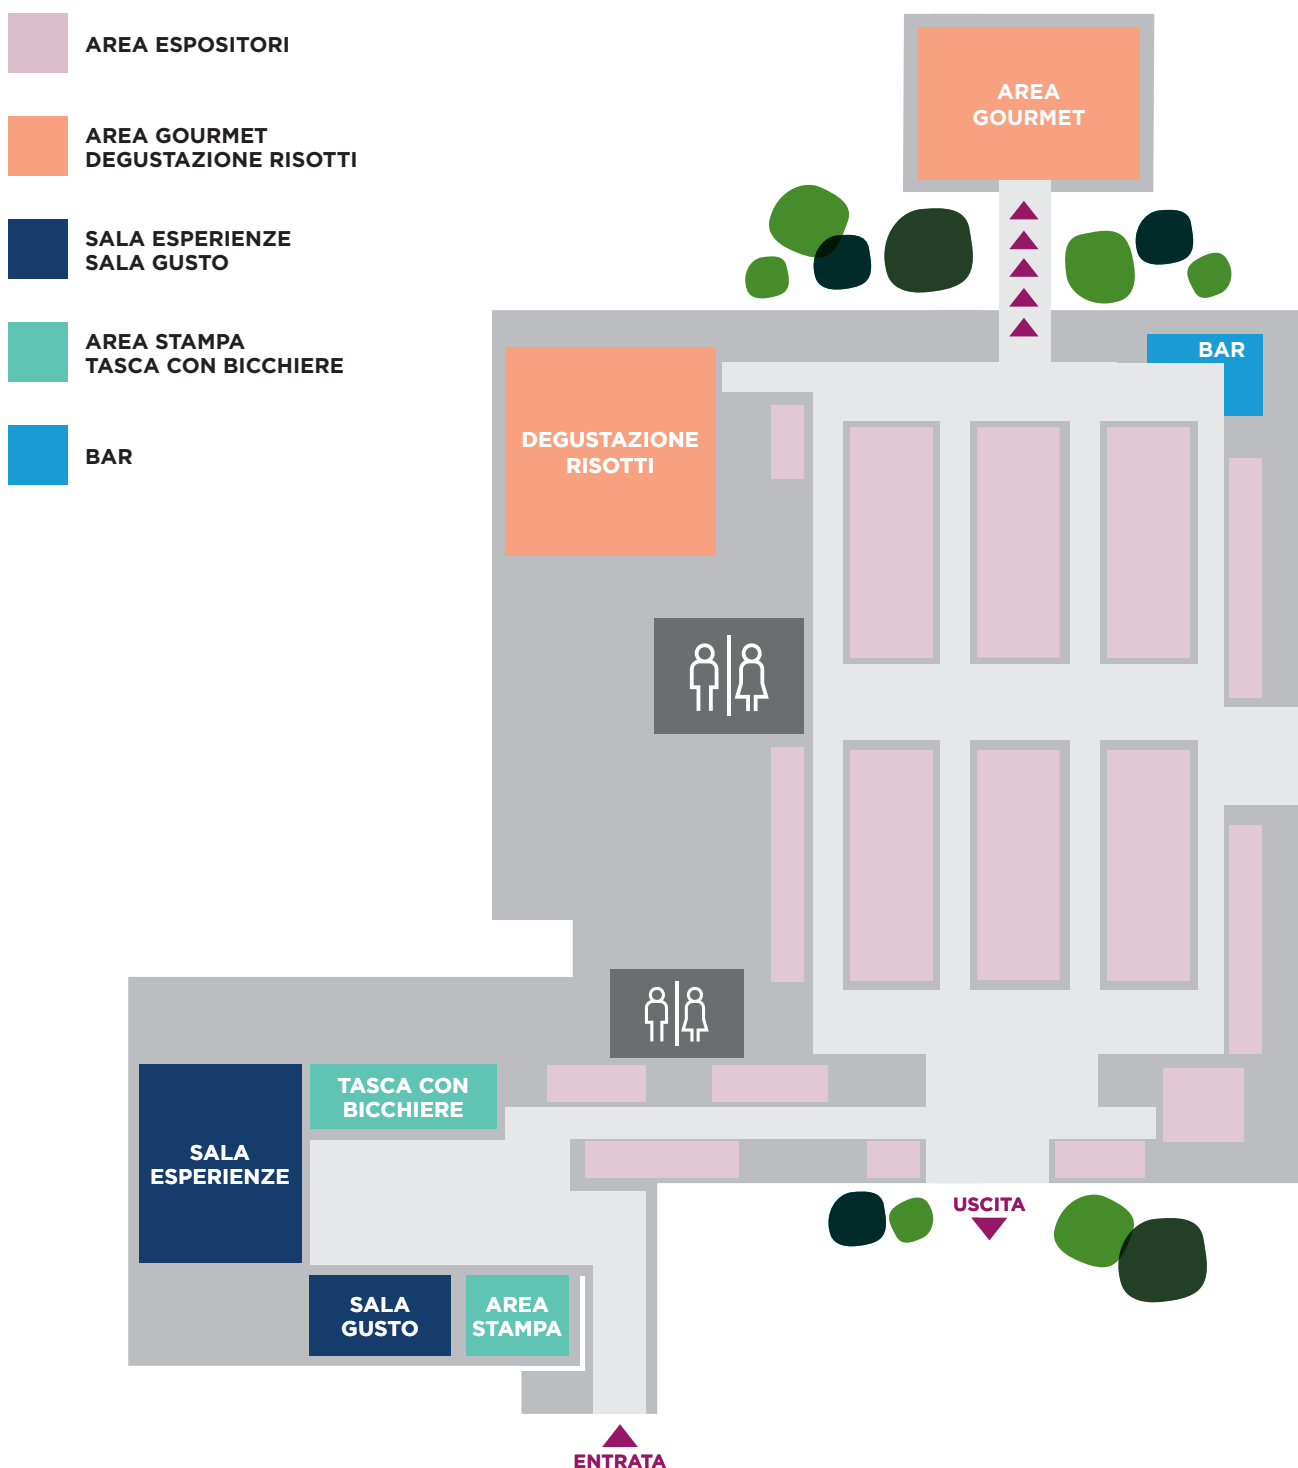 AREA ESPOSITORI
AREA GOURMET
DEGUSTAZIONE RISOTTI
SALA ESPERIENZE
SALA GUSTO
AREA STAMPA
TASCA CON BICCHIERE
BAR
AREA
GOURMET
BAR
DEGUSTAZIONE
RISOTTI
TASCA CON
BICCHIERE
SALA
ESPERIENZE
USCITA
SALA
GUSTO
AREA
STAMPA
ENTRATA